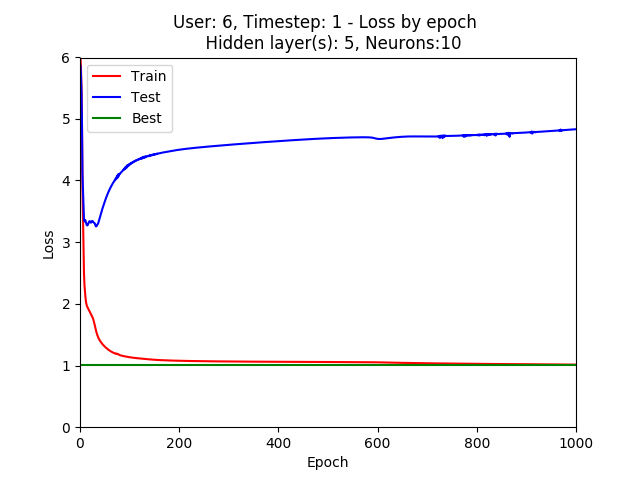 User: 6, Timestep: 1 - Loss by epoch
Hidden layer(s): 5, Neurons:10
6
Train
Test
Best
5
4
3
2
1
0
Loss
0 200 400 600 800 1000
Epoch